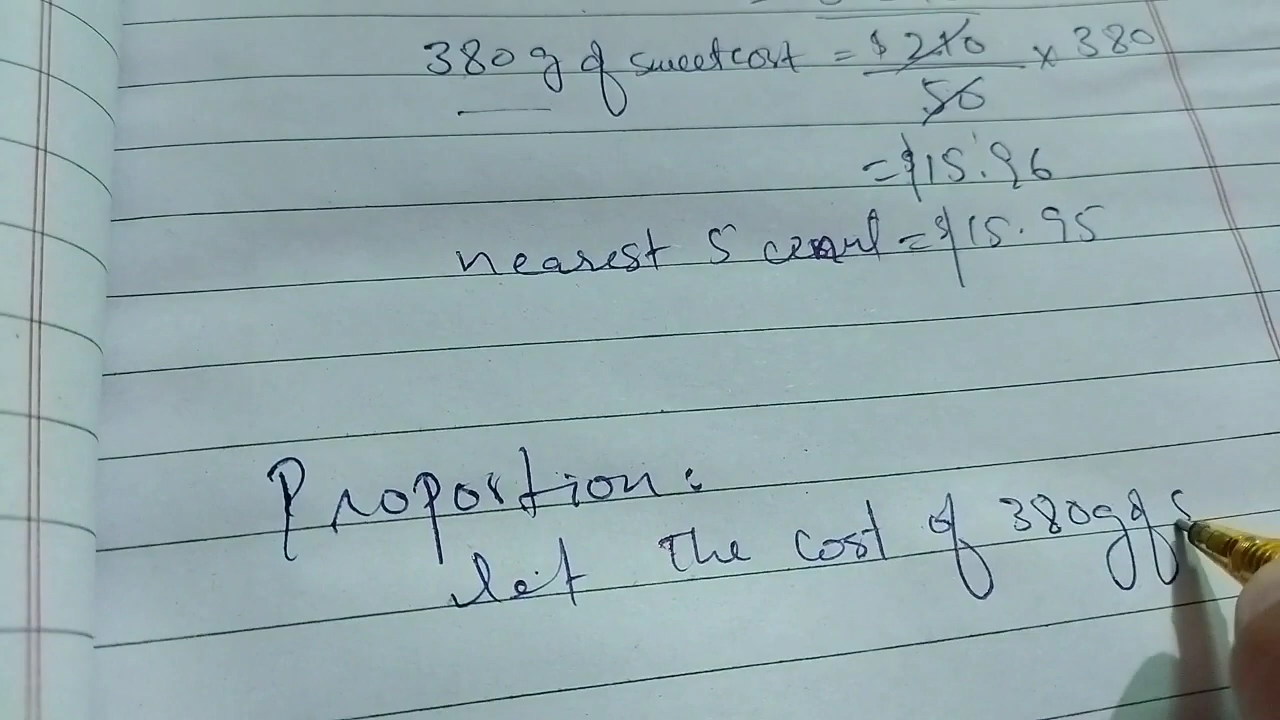 380g of sweet cost = $2.10 x 380
50
= $15.96
nearest 5 cent = $15.95
Proportion:
let the cost of 380g of s